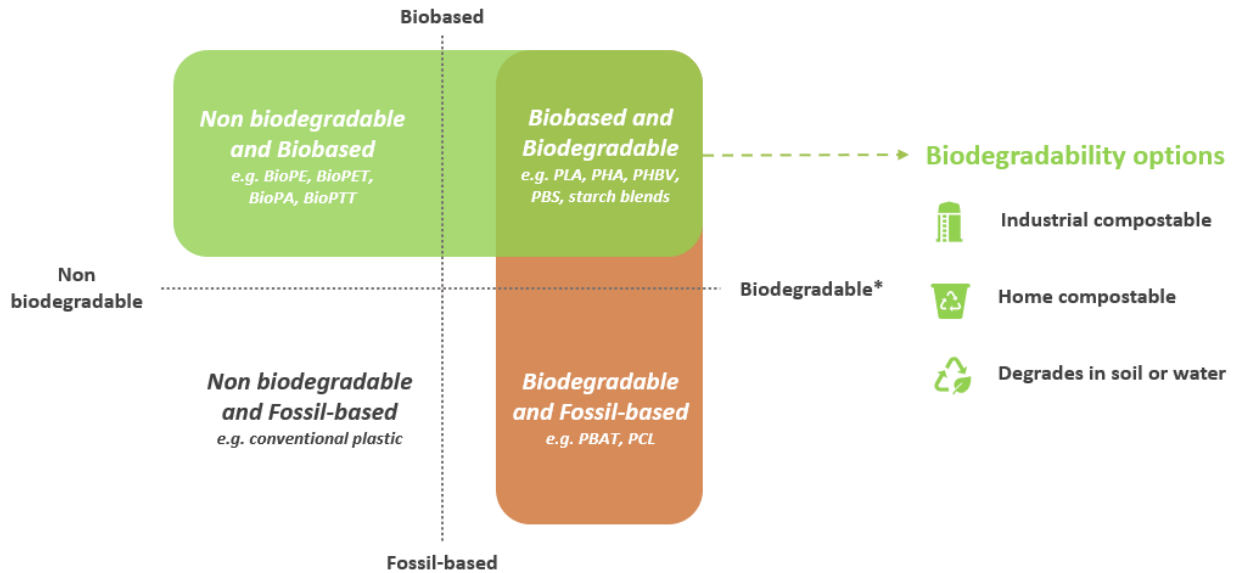 Biobased
Non biodegradable
and Biobased
e.g. BioPE, BioPET,
BioPA, BioPTT
Biobased and
Biodegradable
e.g. PLA, PHA, PHBV,
PBS, starch blends
Biodegradability options
Industrial compostable
Home compostable
Degrades in soil or water
Non
biodegradable
Biodegradable*
Non biodegradable
and Fossil-based
e.g. conventional plastic
Biodegradable
and Fossil-based
e.g. PBAT, PCL
Fossil-based